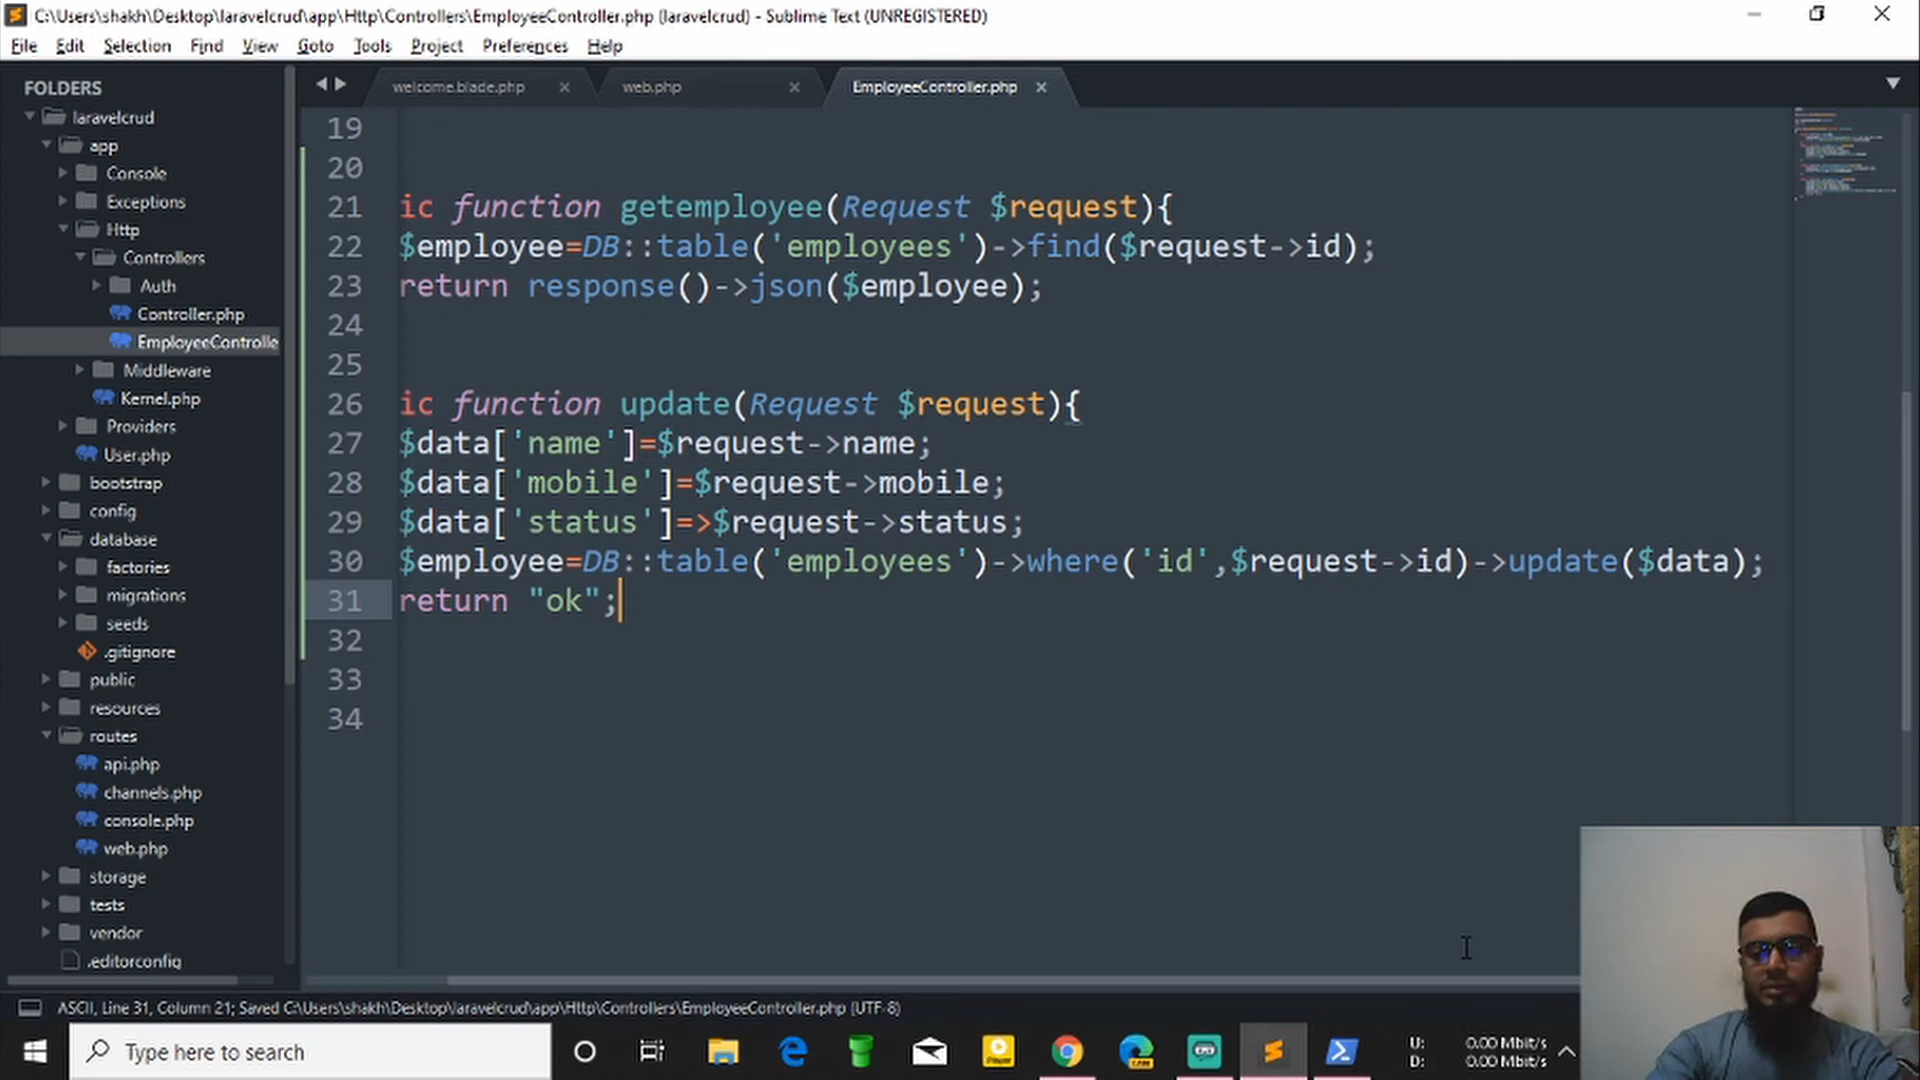 C:\Users\shakh\Desktop\laravelcrud\app\Http\Controllers\EmployeeController.php (laravelcrud) - Sublime Text (UNREGISTERED)
File Edit Selection Find View Goto Tools Project Preferences Help
FOLDERS
laravelcrud
app
Console
Exceptions
Http
Controllers
Auth
Controller.php
EmployeeControlle
Middleware
Kernel.php
Providers
User.php
bootstrap
config
database
factories
migrations
seeds
.gitignore
public
resources
routes
api.php
channels.php
console.php
web.php
storage
tests
vendor
.editorconfig
welcome.blade.php web.php EmployeeController.php
19
20
21 ic function getemployee(Request $request){
22 $employee=DB::table('employees')->find($request->id);
23 return response()->json($employee);
24
25
26 ic function update(Request $request){
27 $data['name']=$request->name;
28 $data['mobile']=$request->mobile;
29 $data['status']=>$request->status;
30 $employee=DB::table('employees')->where('id',$request->id)->update($data);
31 return "ok";
32
33
34
ASCII, Line 31, Column 21; Saved C:\Users\shakh\Desktop\laravelcrud\app\Http\Controllers\EmployeeController.php (UTF-8)
Type here to search
U: 0.00 Mbit/s
D: 0.00 Mbit/s